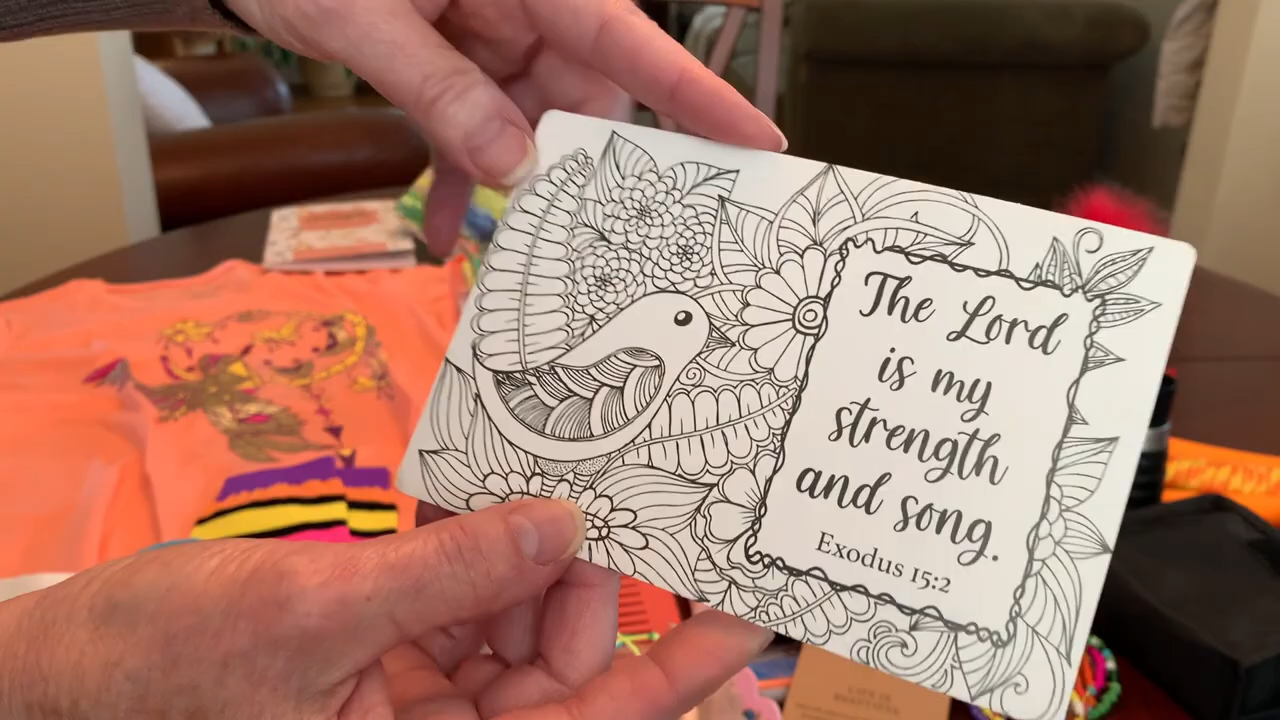 The Lord
is my
strength
and song.
Exodus 15:2